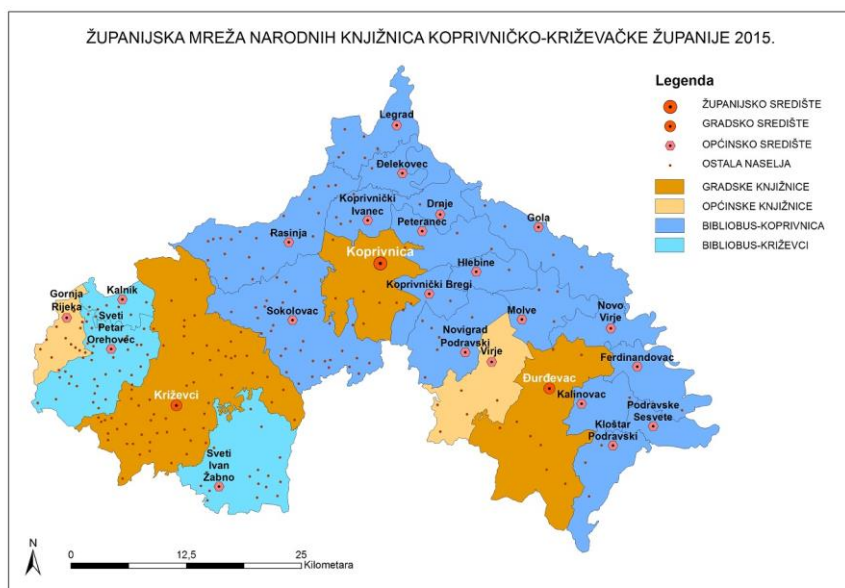 ŽUPANIJSKA MREŽA NARODNIH KNJIŽNICA KOPRIVNIČKO-KRIŽEVAČKE ŽUPANIJE 2015.
Legenda
ŽUPANIJSKO SREDIŠTE
GRADSKO SREDIŠTE
OPĆINSKO SREDIŠTE
OSTALA NASELJA
GRADSKE KNJIŽNICE
OPĆINSKE KNJIŽNICE
BIBLIOBUS-KOPRIVNICA
BIBLIOBUS-KRIŽEVCI
Legrad
Đelekovec
Koprivnički
Ivanec
Drnje
Peteranec
Gola
Rasinja
Koprivnica
Hlebine
Koprivnički Bregi
Gornja
Rijeka
Kalnik
Sveti
Petar
Orehovec
Sokolovac
Molve
Novo
Virje
Novigrad
Podravski
Virje
Ferdinandovac
Đurđevac
Kalinovac
Podravske
Sesvete
Kloštar
Podravski
Križevci
Sveti
Ivan
Žabno
N
0 12,5 25
Kilometara